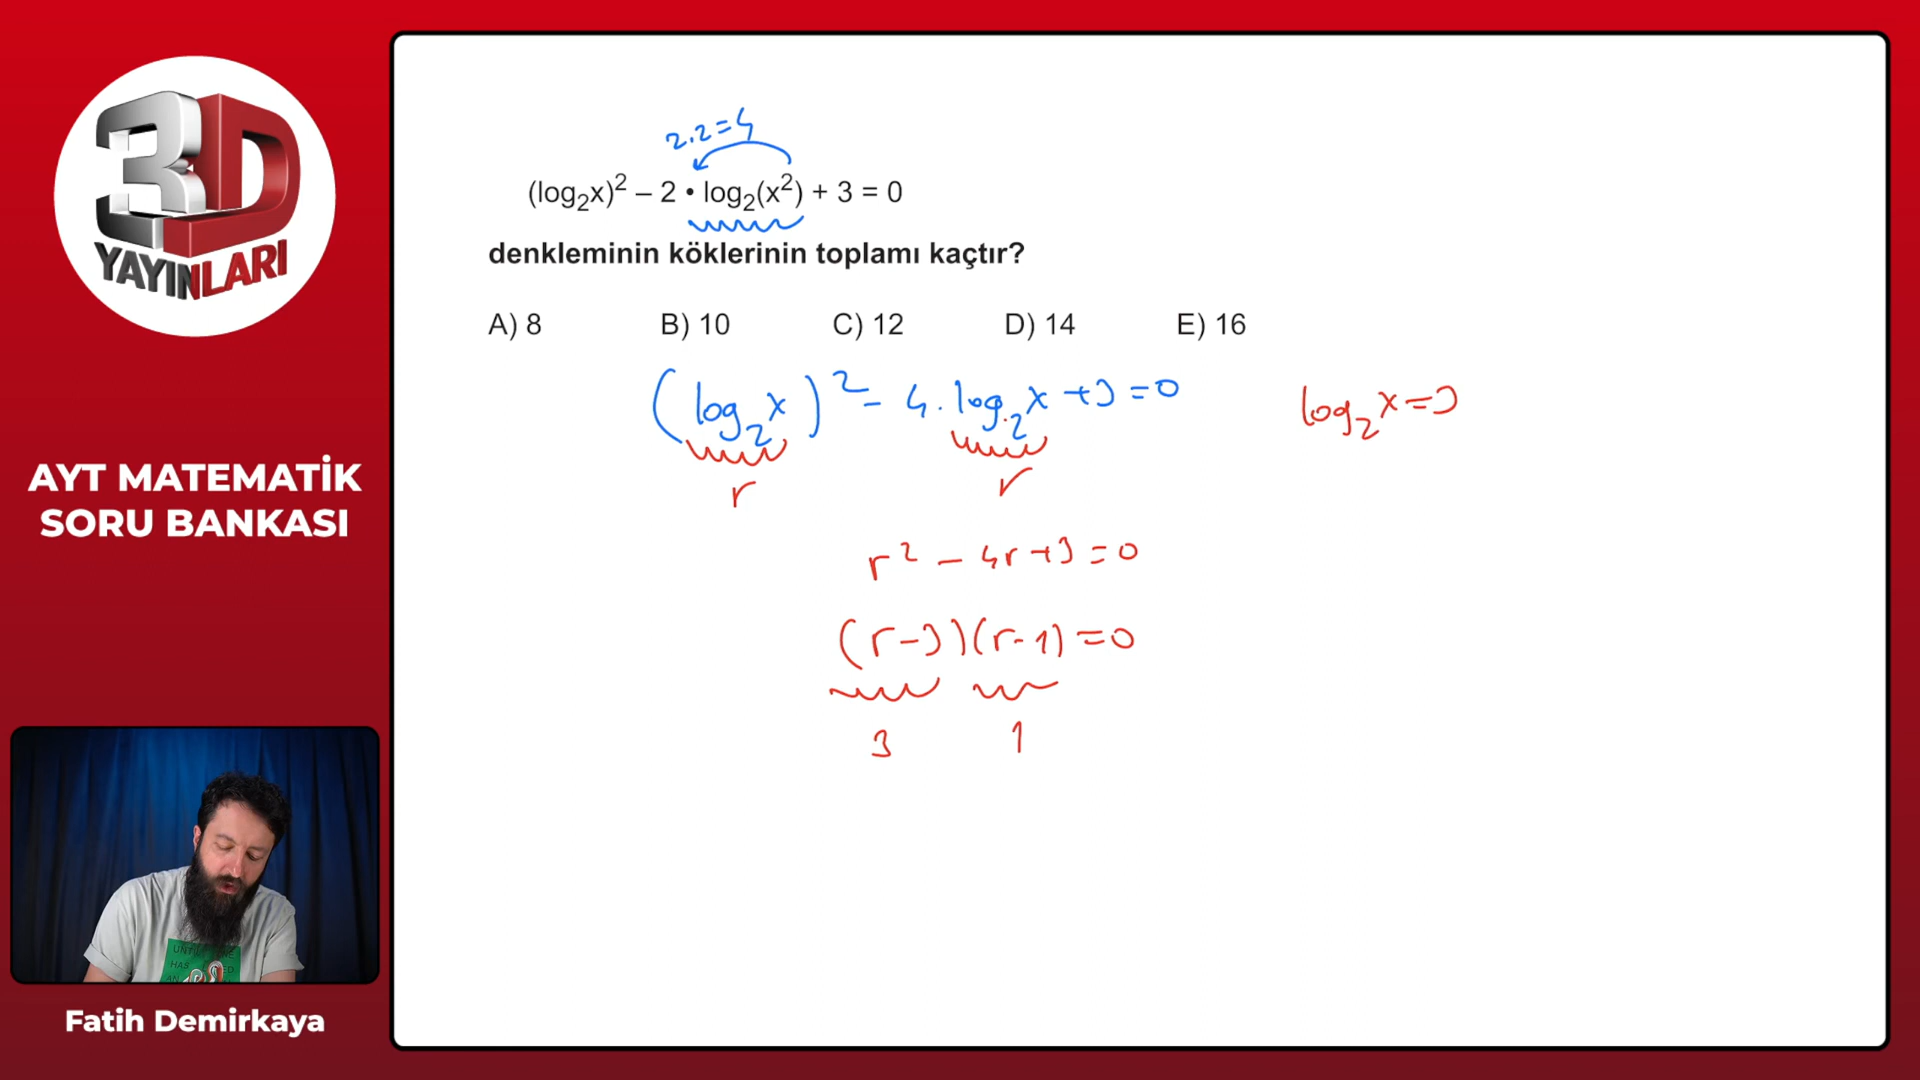 3D
YAYINLARI
AYT MATEMATİK
SORU BANKASI
Fatih Demirkaya
2.2=4
(log₂x)² – 2 • log₂(x²) + 3 = 0
denkleminin köklerinin toplamı kaçtır?
A) 8 B) 10 C) 12 D) 14 E) 16
(log₂x)² – 4.log₂x+3=0
log₂x=3
r r
r² – 4r+3=0
(r–3)(r-1)=0
3 1